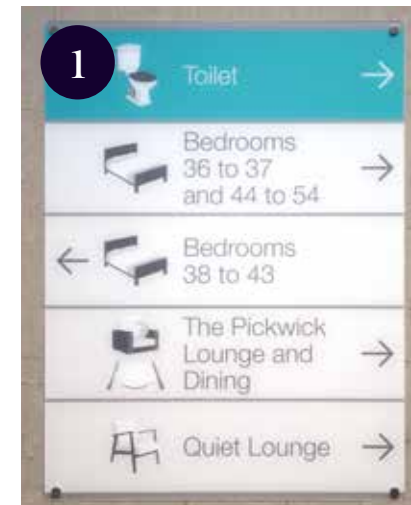 1
Toilet
Bedrooms
36 to 37
and 44 to 54
Bedrooms
38 to 43
The Pickwick
Lounge and
Dining
Quiet Lounge